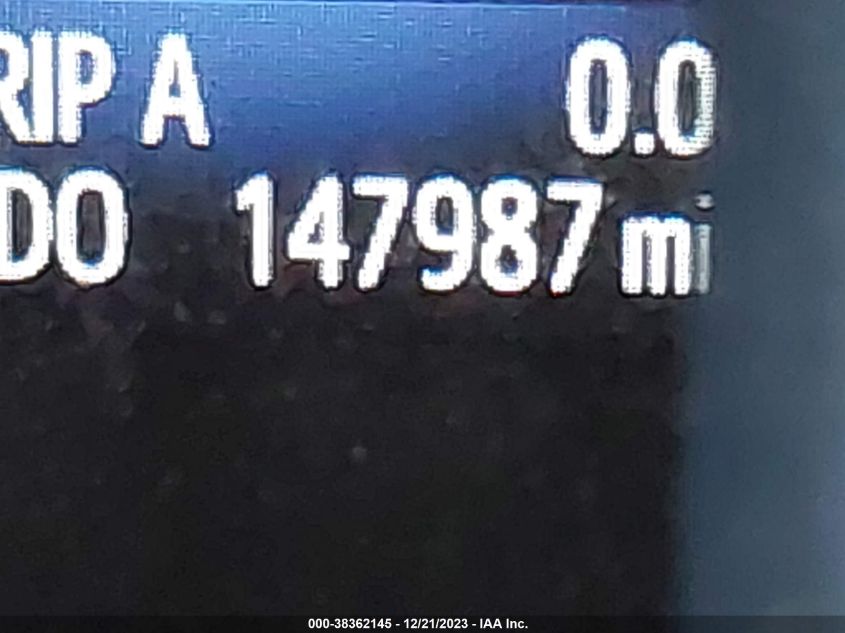 RIP A 0.0
DO 147987 mi
000-38362145 - 12/21/2023 - IAA Inc.